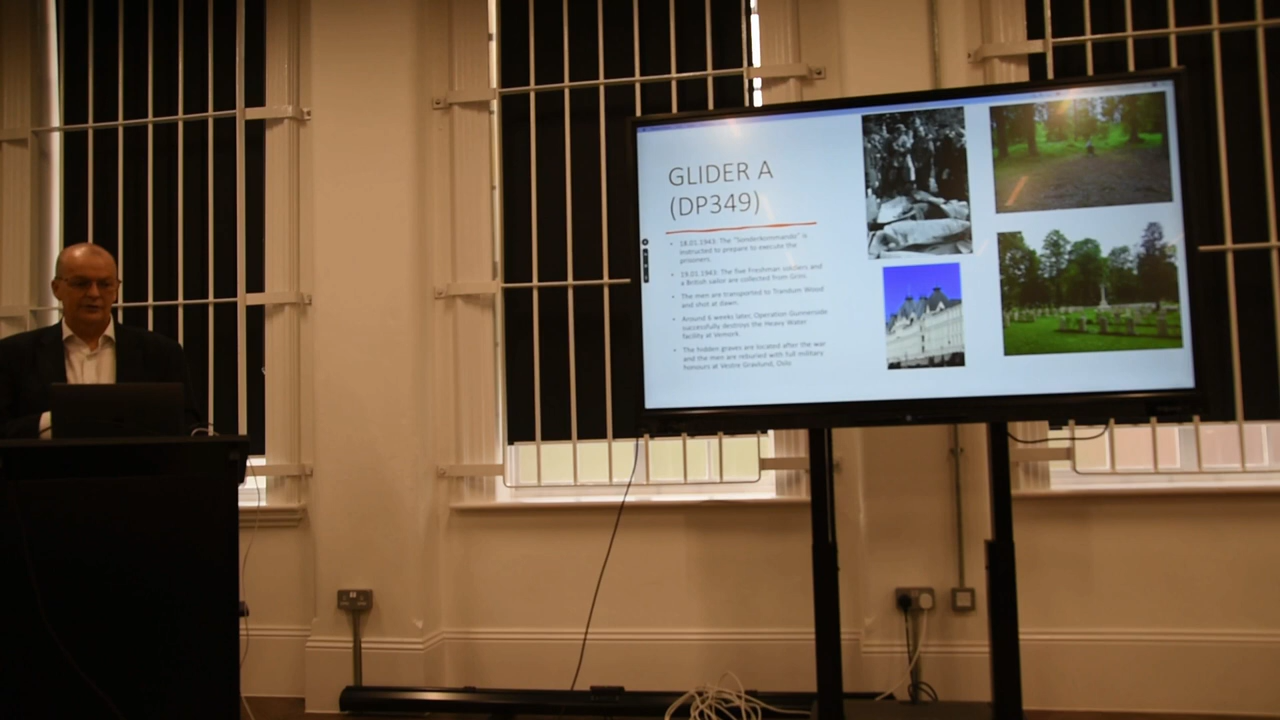 GLIDER A
(DP349)
• 18.01.1943: The "Sonderkommando" is
instructed to prepare to execute the
prisoners.
• 19.01.1943: The five Freshman soldiers and
a British sailor are collected from Grini.
• The men are transported to Trandum Wood
and shot at dawn.
• Around 6 weeks later, Operation Gunnerside
successfully destroys the Heavy Water
facility at Vemork.
• The hidden graves are located after the war
and the men are reburied with full military
honours at Vestre Gravlund, Oslo